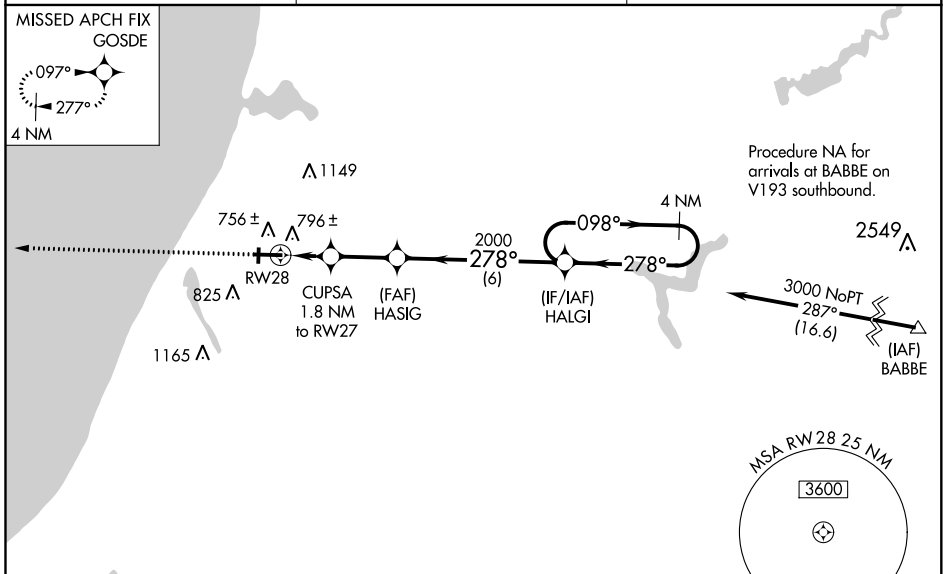 MISSED APCH FIX
GOSDE
097°
277°
4 NM
1149
Procedure NA for
arrivals at BABBE on
V193 southbound.
756 ±
796 ±
4 NM
098°
2549
2000
278°
(6)
278°
RW28
825
CUPSA
1.8 NM
to RW27
(FAF)
HASIG
(IF/IAF)
HALGI
3000 NoPT
287°
(16.6)
(IAF)
BABBE
1165
MSA RW28 25 NM
3600